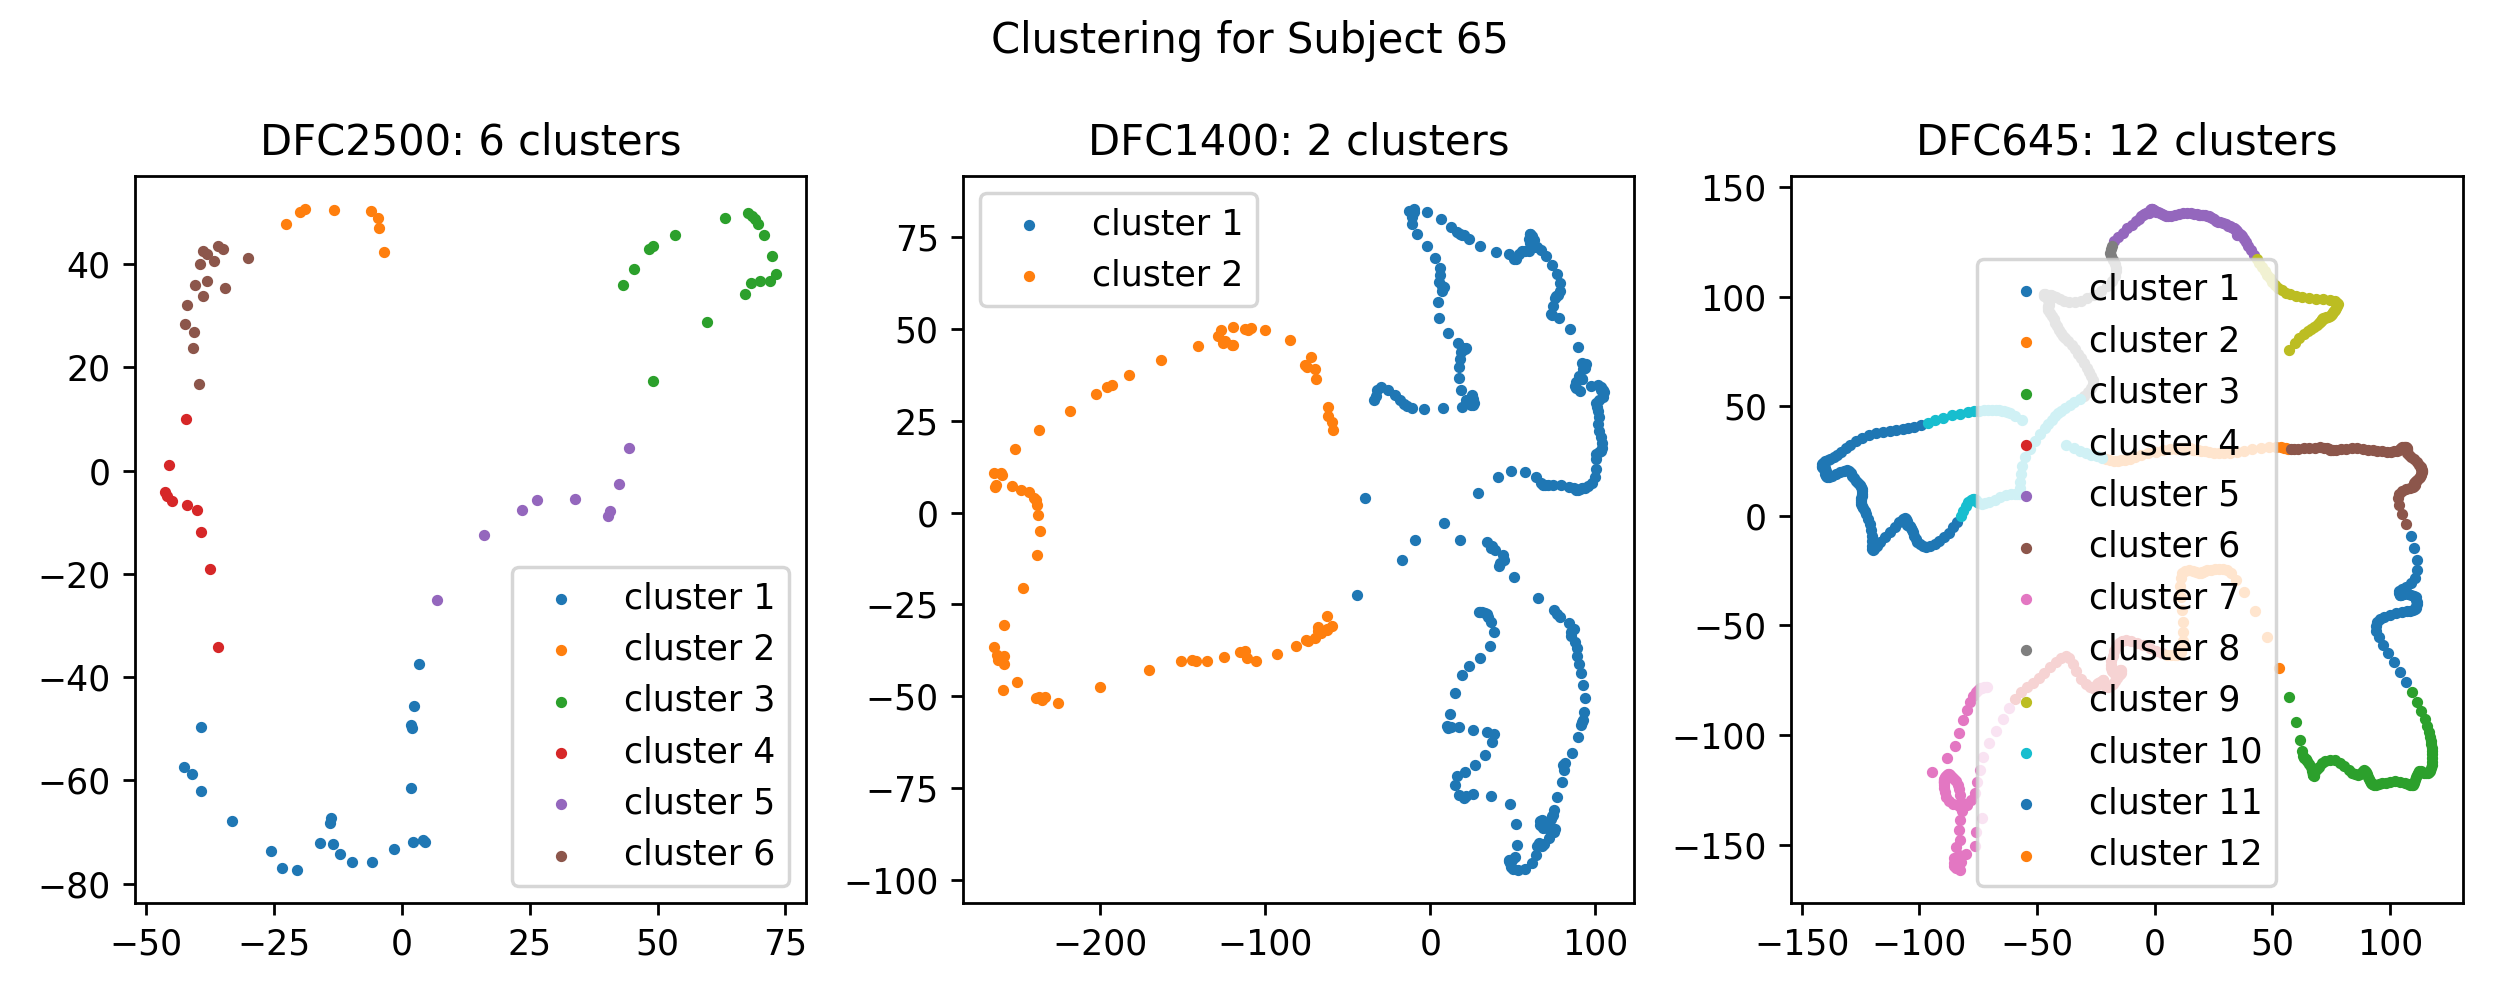 Clustering for Subject 65
DFC2500: 6 clusters
40
20
0
−20
−40
−60
−80
−50
−25
0
25
50
75
cluster 1
cluster 2
cluster 3
cluster 4
cluster 5
cluster 6
DFC1400: 2 clusters
75
50
25
0
−25
−50
−75
−100
−200
−100
0
100
cluster 1
cluster 2
DFC645: 12 clusters
150
100
50
0
−50
−100
−150
−150
−100
−50
0
50
100
cluster 1
cluster 2
cluster 3
cluster 4
cluster 5
cluster 6
cluster 7
cluster 8
cluster 9
cluster 10
cluster 11
cluster 12